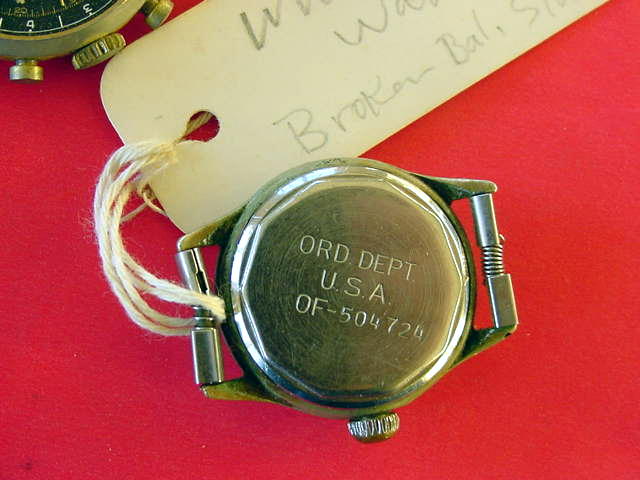 Broken Bal.
ORD DEPT.
U.S.A.
OF-504724